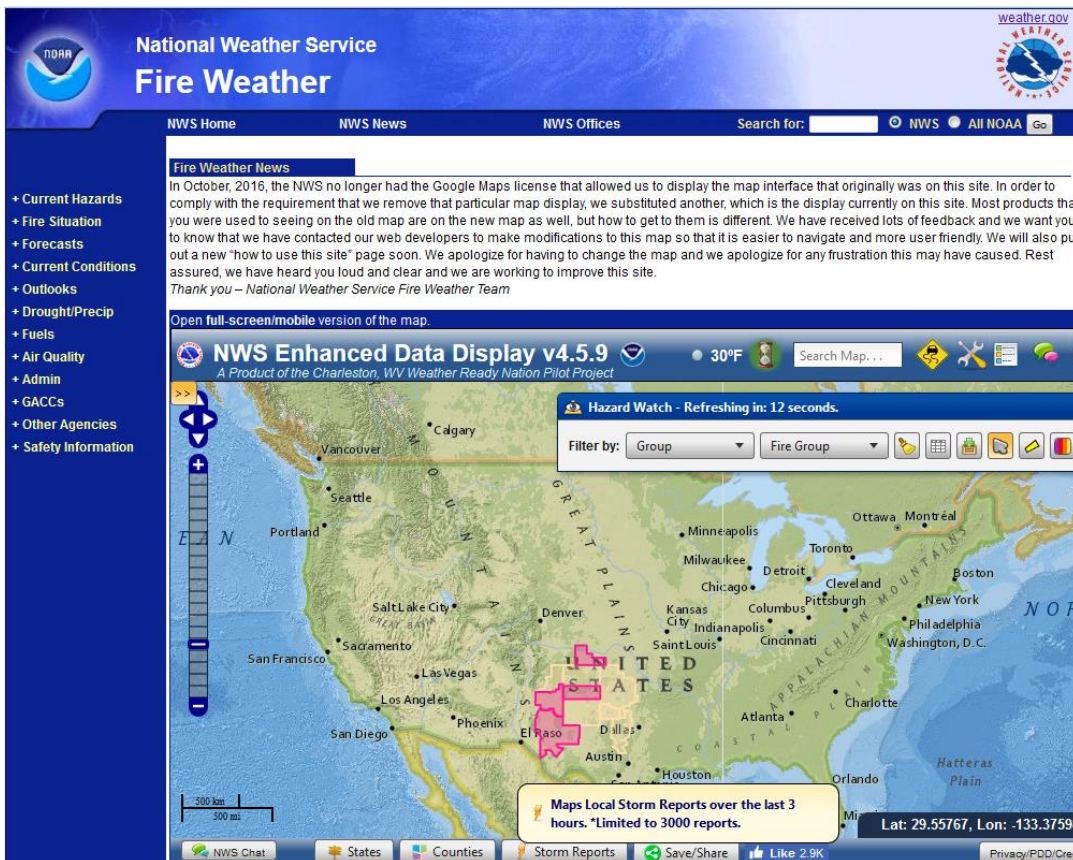 weather.gov
NOAA
National Weather Service
Fire Weather
NATIONAL WEATHER SERVICE
NWS Home NWS News NWS Offices Search for: NWS All NOAA Go
Fire Weather News
In October, 2016, the NWS no longer had the Google Maps license that allowed us to display the map interface that originally was on this site. In order to
comply with the requirement that we remove that particular map display, we substituted another, which is the display currently on this site. Most products tha
you were used to seeing on the old map are on the new map as well, but how to get to them is different. We have received lots of feedback and we want you
to know that we have contacted our web developers to make modifications to this map so that it is easier to navigate and more user friendly. We will also pu
out a new "how to use this site" page soon. We apologize for having to change the map and we apologize for any frustration this may have caused. Rest
assured, we have heard you loud and clear and we are working to improve this site.
Thank you – National Weather Service Fire Weather Team
+ Current Hazards
+ Fire Situation
+ Forecasts
+ Current Conditions
+ Outlooks
+ Drought/Precip
+ Fuels
+ Air Quality
+ Admin
+ GACCs
+ Other Agencies
+ Safety Information
Open full-screen/mobile version of the map.
NWS Enhanced Data Display v4.5.9 30°F Search Map...
A Product of the Charleston, WV Weather Ready Nation Pilot Project
>>
Hazard Watch - Refreshing in: 12 seconds.
Filter by: Group Fire Group
Calgary
Vancouver
Seattle
GREAT PLAINS
Ottawa Montréal
Portland
Minneapolis
Toronto
Milwaukee
Detroit
Boston
Chicago
Cleveland
Salt Lake City
GREAT BASIN
Denver
Kansas City
Columbus
Pittsburgh
New York
Indianapolis
Philadelphia
Sacramento
Saint Louis
Cincinnati
Washington, D.C.
San Francisco
UNITED
STATES
Las Vegas
Los Angeles
APPALACHIAN MOUNTAINS
Charlotte
Phoenix
Atlanta
San Diego
El Paso
Dallas
COASTAL PLAIN
Austin
Houston
Hatteras
Plain
Orlando
500 km
500 mi
Maps Local Storm Reports over the last 3
hours. *Limited to 3000 reports.
Lat: 29.55767, Lon: -133.3759
NWS Chat States Counties Storm Reports Save/Share Like 2.9K Privacy/PDD/Cre